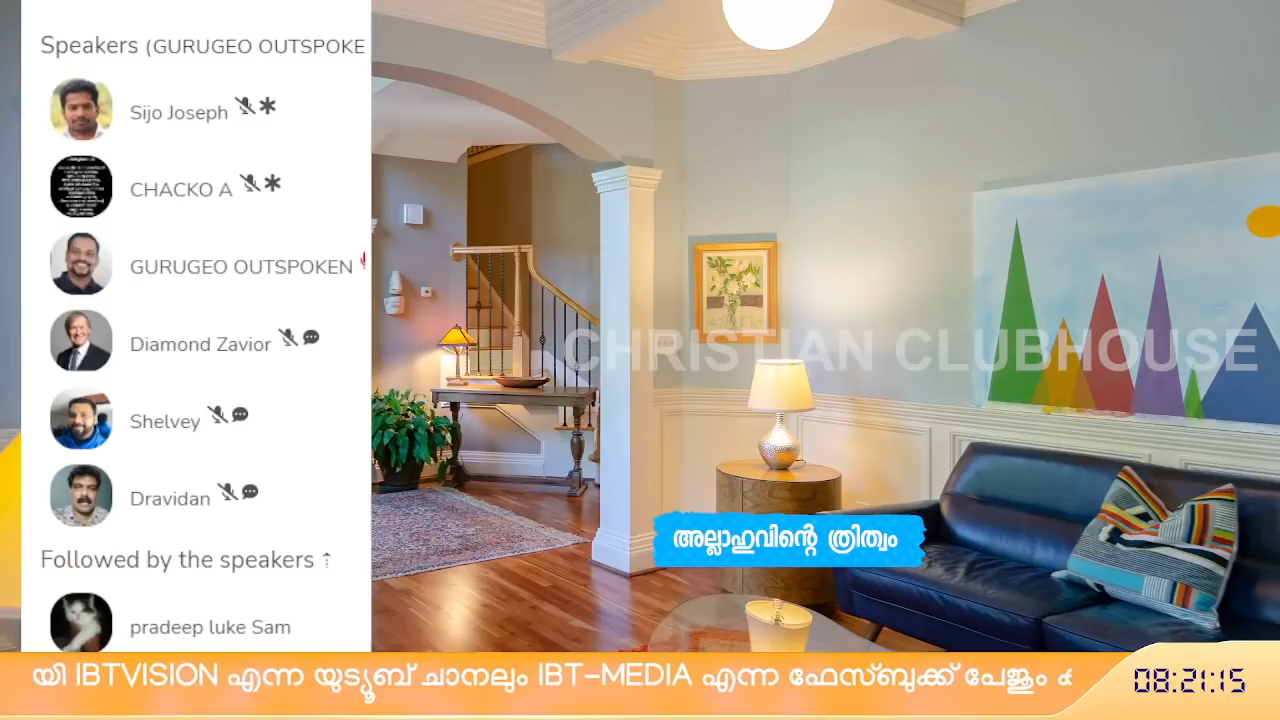 Speakers (GURUGEO OUTSPOKE
Sijo Joseph
CHACKO A
GURUGEO OUTSPOKEN
Diamond Zavior
Shelvey
Dravidan
Followed by the speakers
pradeep luke Sam
CHRISTIAN CLUBHOUSE
അല്ലാഹുവിന്റെ ത്രിത്വം
യി IBTVISION എന്ന യുട്യൂബ് ചാനലും IBT-MEDIA എന്ന ഫേസ്ബുക്ക് പേജും
08:21:15